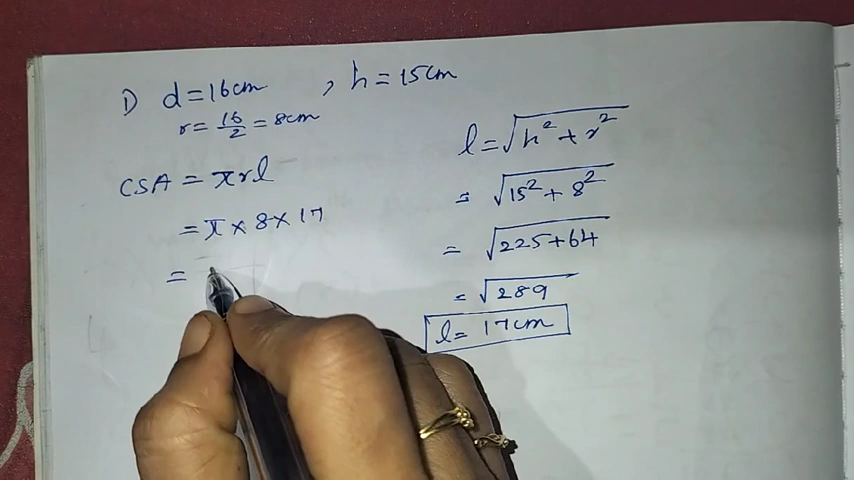 1) d = 16cm , h = 15cm
r = 16/2 = 8cm
CSA = πrl
= π × 8 × 17
=
l = √h² + r²
= √15² + 8²
= √225 + 64
= √289
l = 17cm